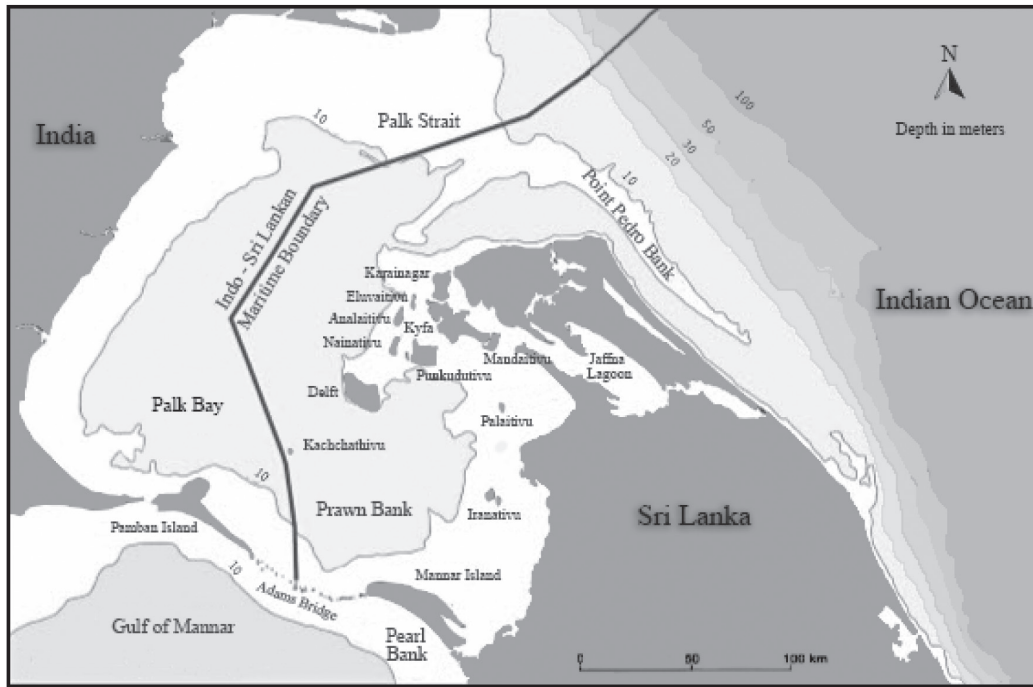 N
Depth in meters
100
50
30
20
10
India
10
Palk Strait
Point Pedro Bank
Indo - Sri Lankan
Maritime Boundary
Indian Ocean
Karainagar
Eluvaitivu
Analaitivu
Kyfa
Nainativu
Mandaitivu
Jaffna
Lagoon
Punkudutivu
Delft
Palk Bay
Palaitivu
Kachchathivu
10
Prawn Bank
Iranativu
Sri Lanka
Pamban Island
10
Adams Bridge
Mannar Island
Gulf of Mannar
Pearl
Bank
0 50 100 km